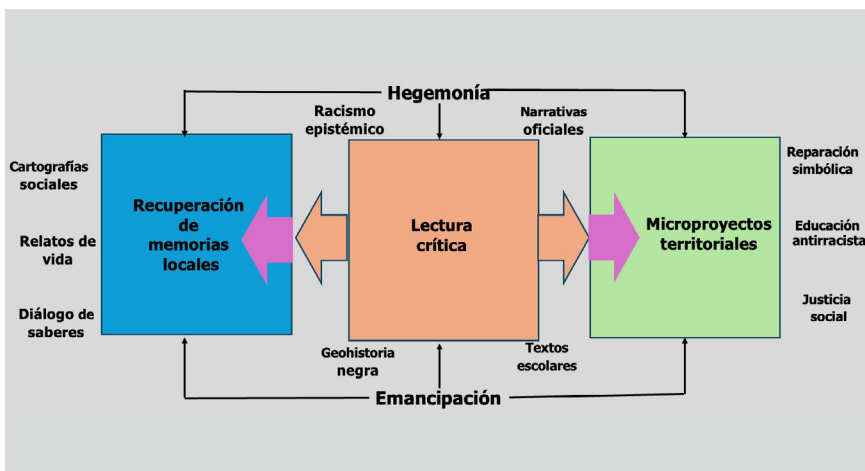 Hegemonía
Racismo
epistémico
Narrativas
oficiales
Cartografías
sociales
Relatos de
vida
Diálogo de
saberes
Recuperación
de
memorias
locales
Lectura
crítica
Microproyectos
territoriales
Reparación
simbólica
Educación
antirracista
Justicia
social
Geohistoria
negra
Textos
escolares
Emancipación